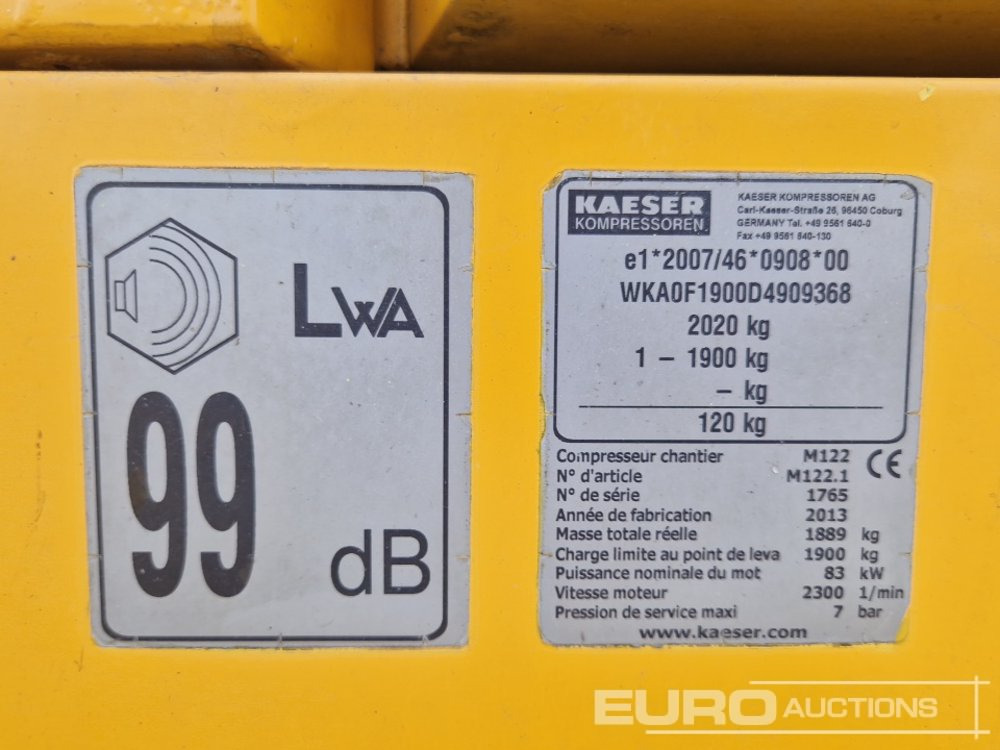 LWA
99
dB
KAESER
KOMPRESSOREN
KAESER KOMPRESSOREN AG
Carl-Kaeser-Straße 26, 96450 Coburg
GERMANY Tel. +49 9561 640-0
Fax +49 9561 640-130
e1*2007/46*0908*00
WKA0F1900D4909368
2020 kg
1 – 1900 kg
– kg
120 kg
Compresseur chantier M122 CE
N° d'article M122.1
N° de série 1765
Année de fabrication 2013
Masse totale réelle 1889 kg
Charge limite au point de leva 1900 kg
Puissance nominale du mot 83 kW
Vitesse moteur 2300 1/min
Pression de service maxi 7 bar
www.kaeser.com
EURO AUCTIONS